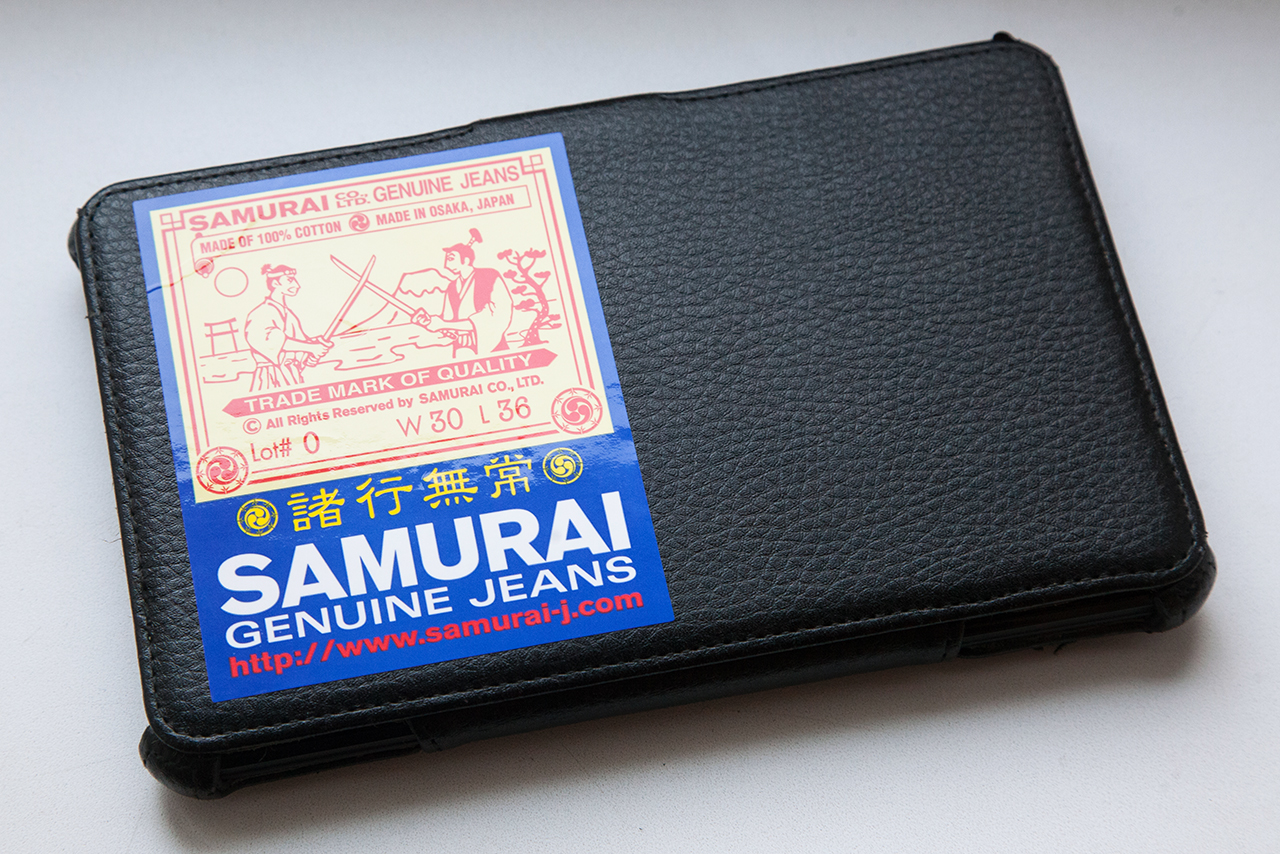 SAMURAI CO., LTD. GENUINE JEANS
MADE OF 100% COTTON MADE IN OSAKA, JAPAN
TRADE MARK OF QUALITY
© All Rights Reserved by SAMURAI CO., LTD.
Lot# 0 W 30 L 36
諸行無常
SAMURAI
GENUINE JEANS
http://www.samurai-j.com